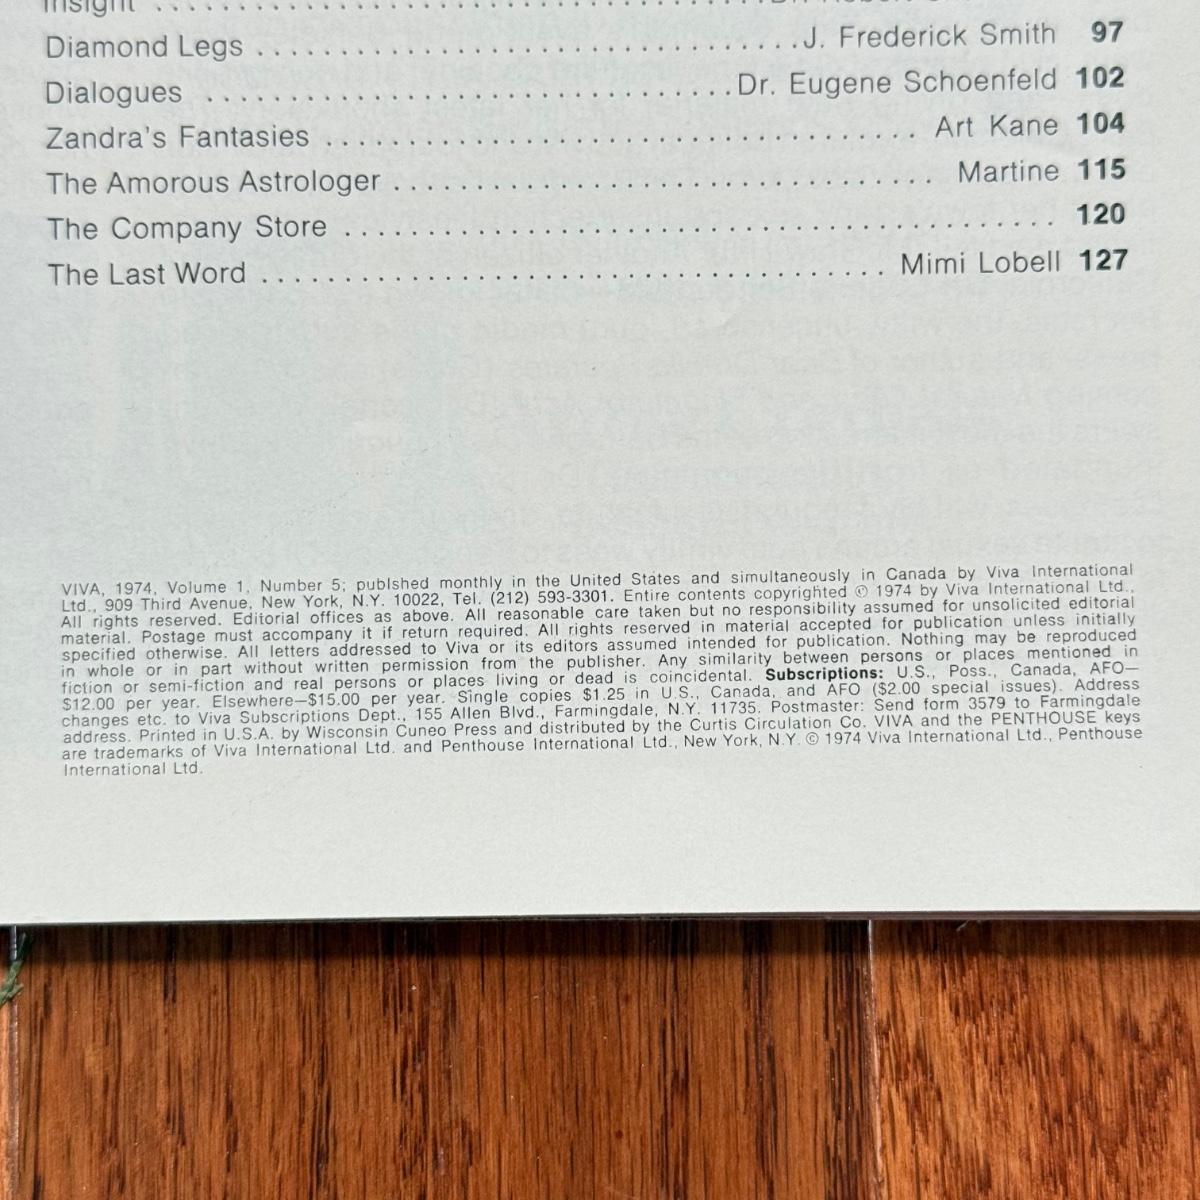 Insight . . . . . . . . . . . . . . . . . . . . . . . . . . . . . . . . . . . . . .
Diamond Legs . . . . . . . . . . . . . . . . . . . . . . . . . . . . . . . . . J. Frederick Smith 97
Dialogues . . . . . . . . . . . . . . . . . . . . . . . . . . . . . . . . Dr. Eugene Schoenfeld 102
Zandra's Fantasies . . . . . . . . . . . . . . . . . . . . . . . . . . . . . . . . . . . . Art Kane 104
The Amorous Astrologer . . . . . . . . . . . . . . . . . . . . . . . . . . . . . . . . . Martine 115
The Company Store . . . . . . . . . . . . . . . . . . . . . . . . . . . . . . . . . . . . . . . . . . . 120
The Last Word . . . . . . . . . . . . . . . . . . . . . . . . . . . . . . . . . . . . . . Mimi Lobell 127
VIVA, 1974, Volume 1, Number 5; publshed monthly in the United States and simultaneously in Canada by Viva International
Ltd., 909 Third Avenue, New York, N.Y. 10022, Tel. (212) 593-3301. Entire contents copyrighted © 1974 by Viva International Ltd.,
All rights reserved. Editorial offices as above. All reasonable care taken but no responsibility assumed for unsolicited editorial
material. Postage must accompany it if return required. All rights reserved in material accepted for publication unless initially
specified otherwise. All letters addressed to Viva or its editors assumed intended for publication. Nothing may be reproduced
in whole or in part without written permission from the publisher. Any similarity between persons or places mentioned in
fiction or semi-fiction and real persons or places living or dead is coincidental. Subscriptions: U.S., Poss., Canada, AFO—
$12.00 per year. Elsewhere—$15.00 per year. Single copies $1.25 in U.S., Canada, and AFO ($2.00 special issues). Address
changes etc. to Viva Subscriptions Dept., 155 Allen Blvd., Farmingdale, N.Y. 11735. Postmaster: Send form 3579 to Farmingdale
address. Printed in U.S.A. by Wisconsin Cuneo Press and distributed by the Curtis Circulation Co. VIVA and the PENTHOUSE keys
are trademarks of Viva International Ltd. and Penthouse International Ltd., New York, N.Y. © 1974 Viva International Ltd., Penthouse
International Ltd.